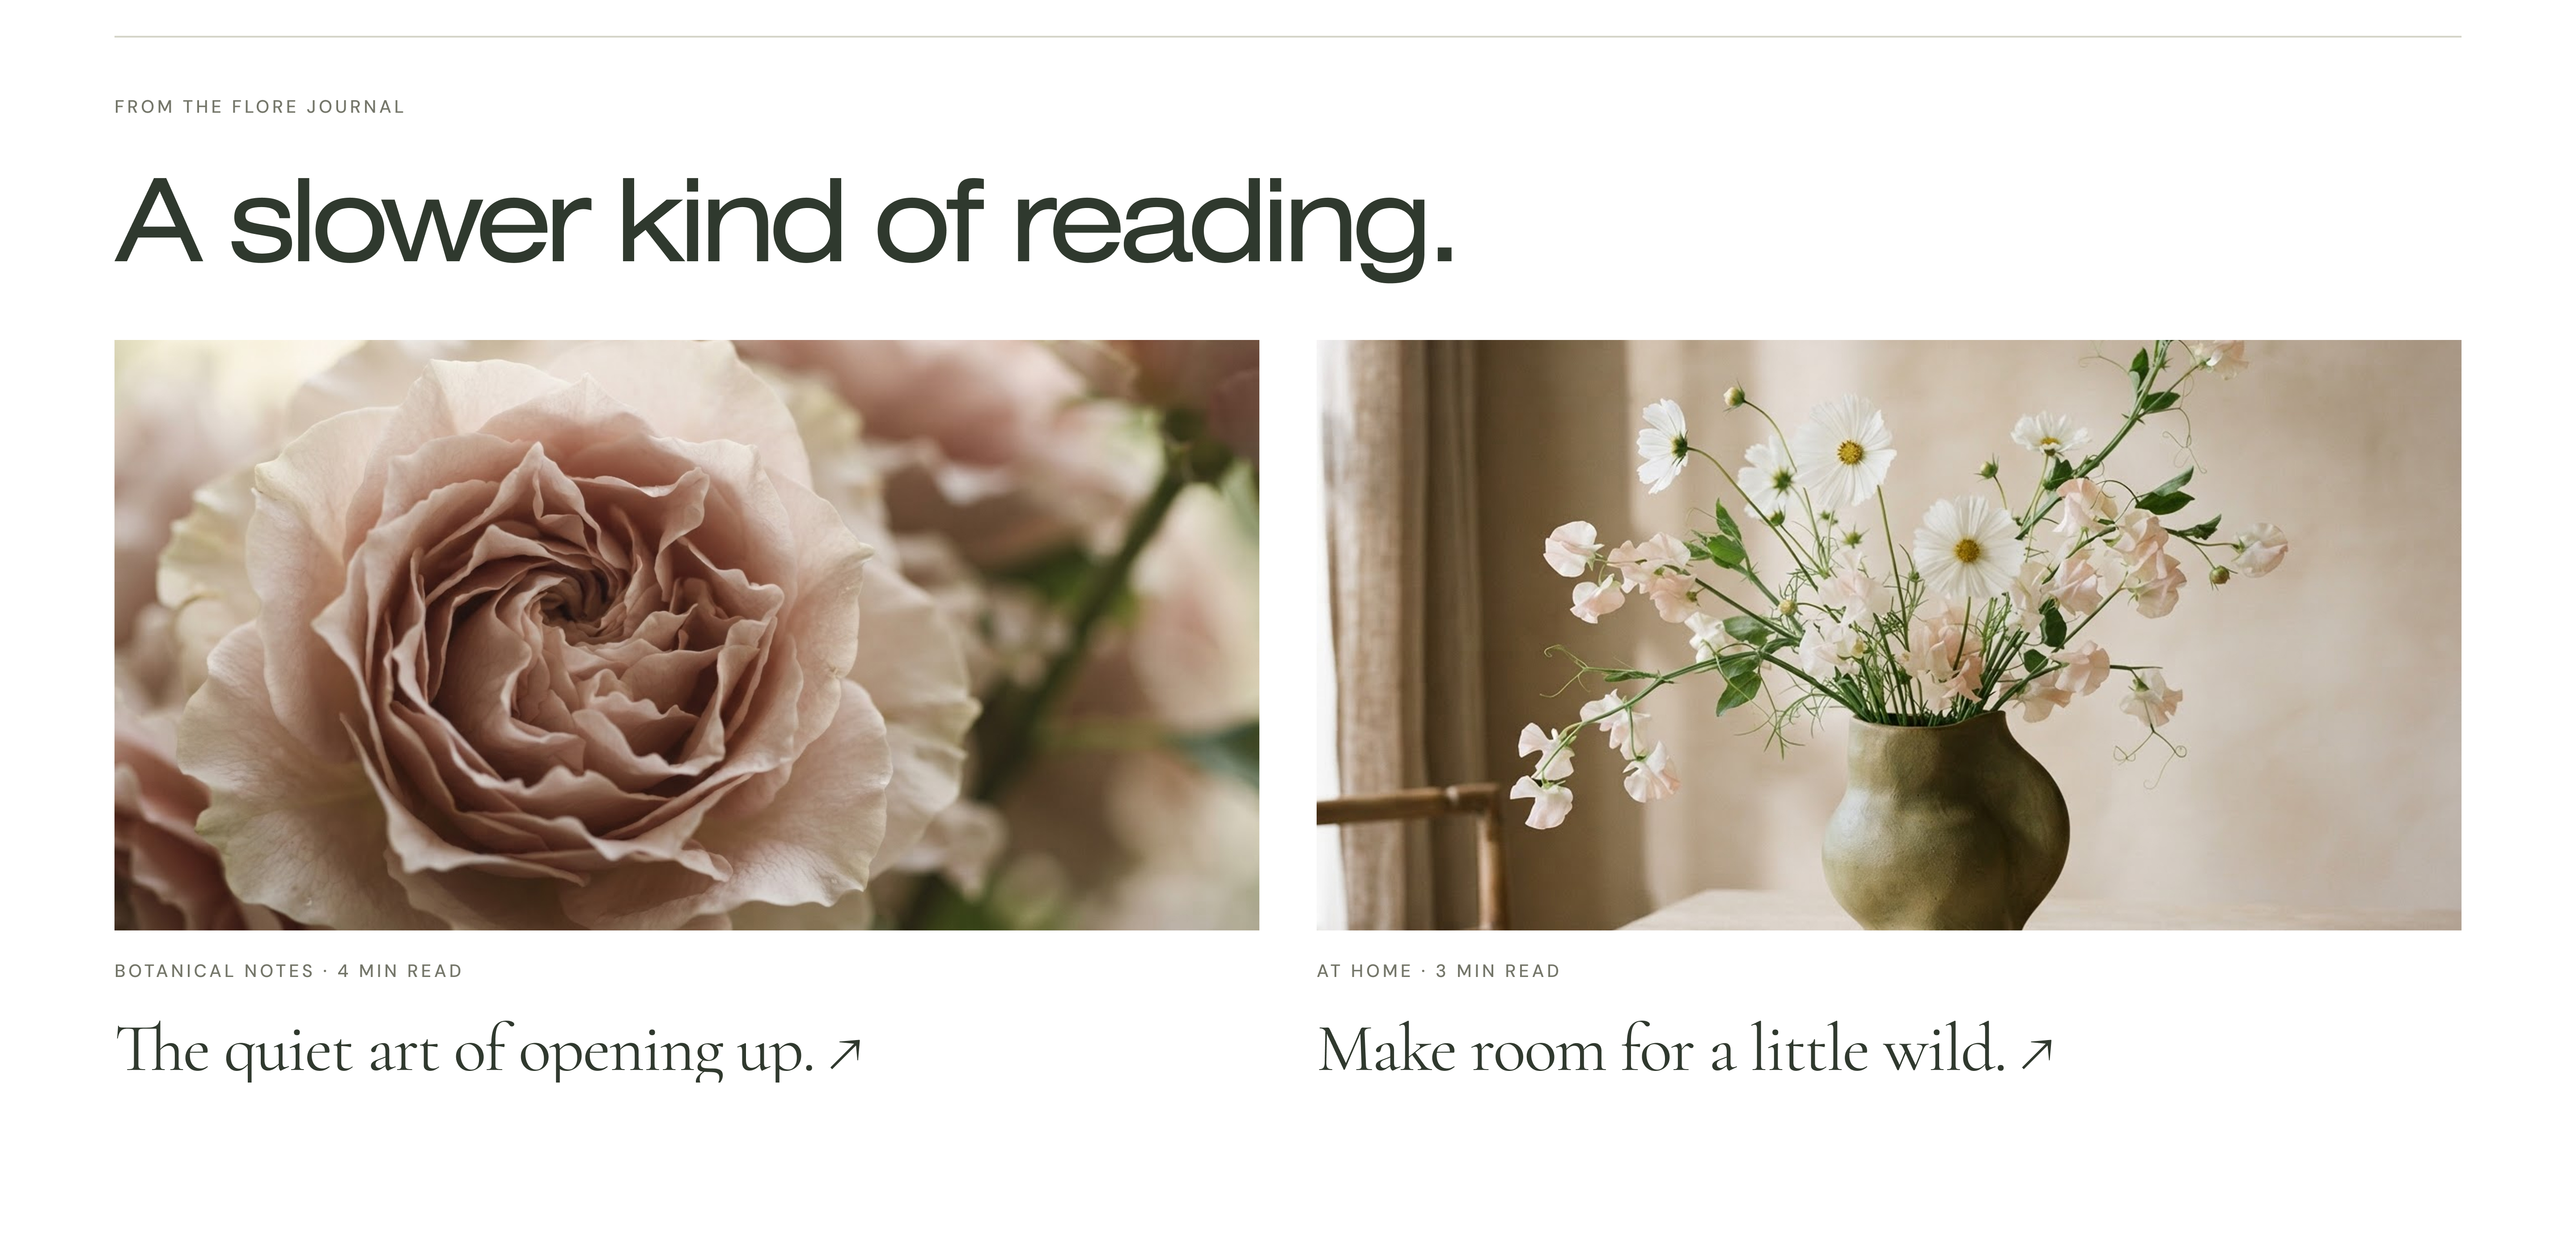 FROM THE FLORE JOURNAL
A slower kind of reading.
BOTANICAL NOTES · 4 MIN READ
The quiet art of opening up. ↗
AT HOME · 3 MIN READ
Make room for a little wild. ↗